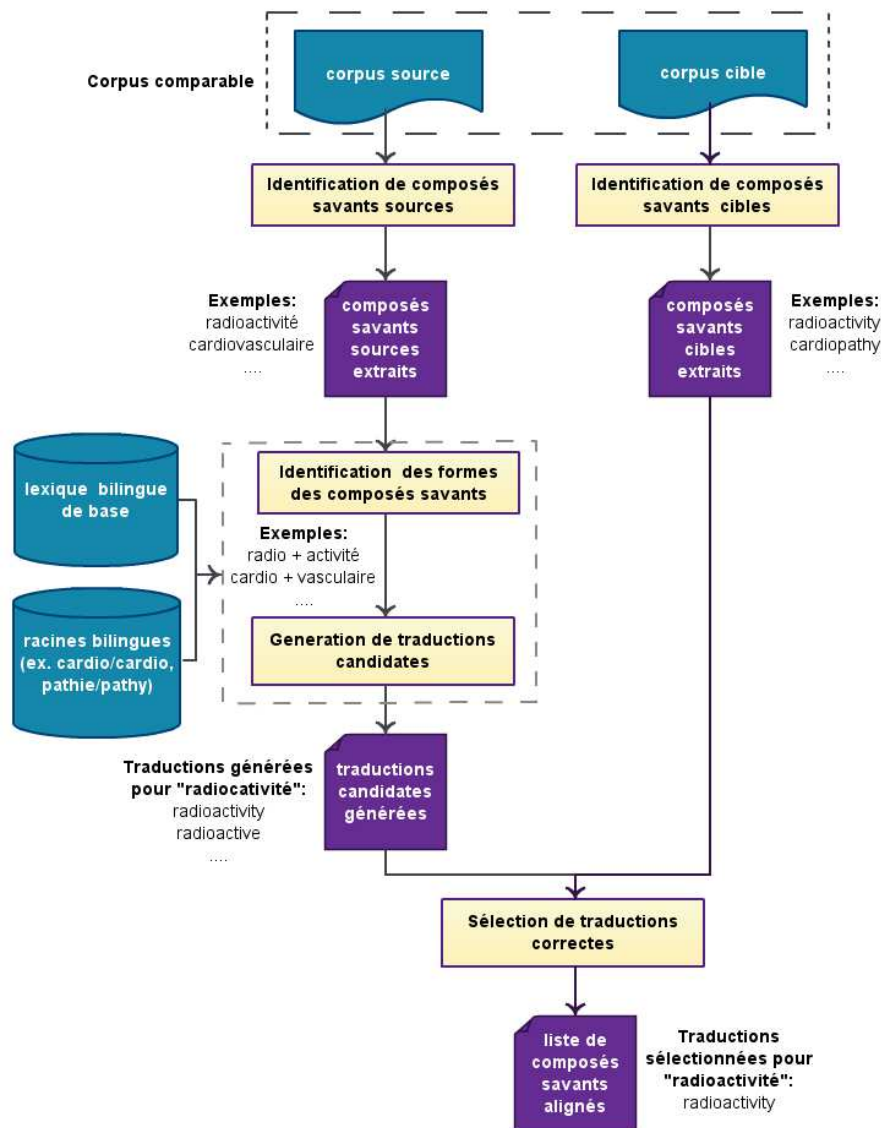 corpus source
corpus cible
Corpus comparable
Identification de composés
savants sources
Identification de composés
savants cibles
Exemples:
radioactivité
cardiovasculaire
....
composés
savants
sources
extraits
composés
savants
cibles
extraits
Exemples:
radioactivity
cardiopathy
....
lexique bilingue
de base
Identification des formes
des composés savants
Exemples:
radio + activité
cardio + vasculaire
....
racines bilingues
(ex. cardio/cardio,
pathie/pathy)
Generation de traductions
candidates
Traductions générées
pour "radiocativité":
radioactivity
radioactive
....
traductions
candidates
générées
Sélection de traductions
correctes
liste de
composés
savants
alignés
Traductions
sélectionnées pour
"radioactivité":
radioactivity